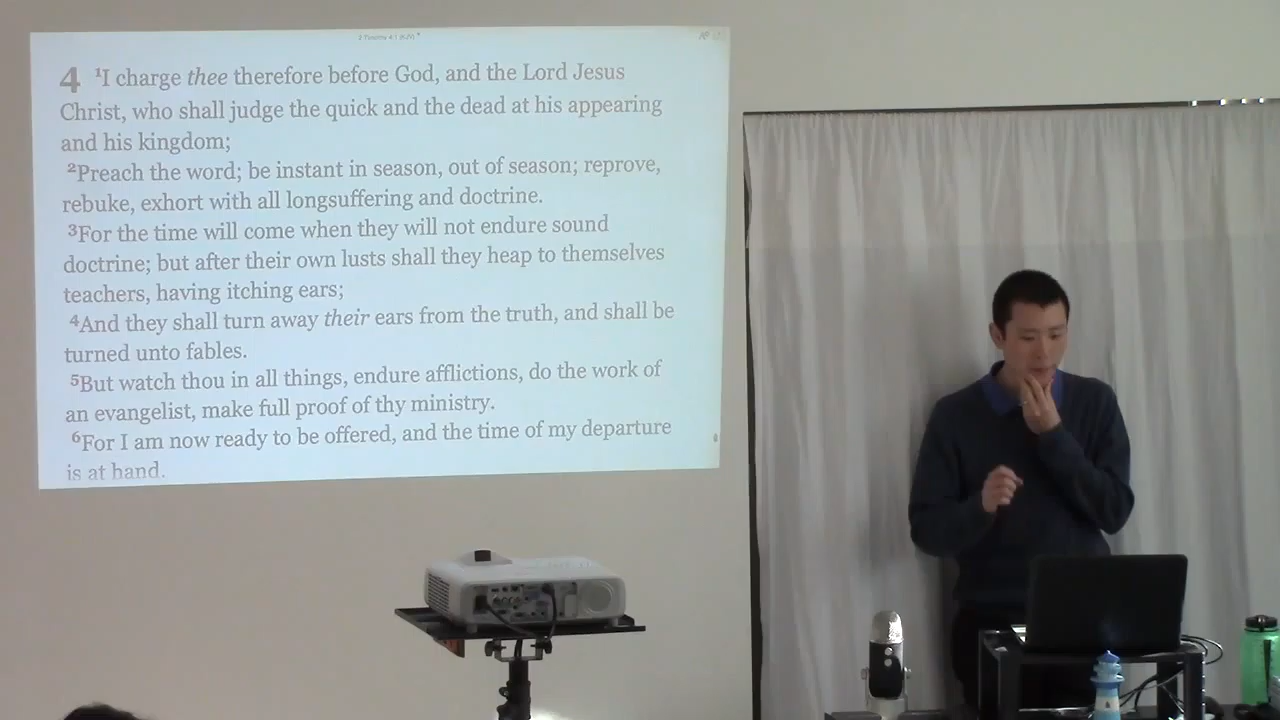 2 Timothy 4:1 (KJV)
4 ¹I charge thee therefore before God, and the Lord Jesus
Christ, who shall judge the quick and the dead at his appearing
and his kingdom;
²Preach the word; be instant in season, out of season; reprove,
rebuke, exhort with all longsuffering and doctrine.
³For the time will come when they will not endure sound
doctrine; but after their own lusts shall they heap to themselves
teachers, having itching ears;
⁴And they shall turn away their ears from the truth, and shall be
turned unto fables.
⁵But watch thou in all things, endure afflictions, do the work of
an evangelist, make full proof of thy ministry.
⁶For I am now ready to be offered, and the time of my departure
is at hand.